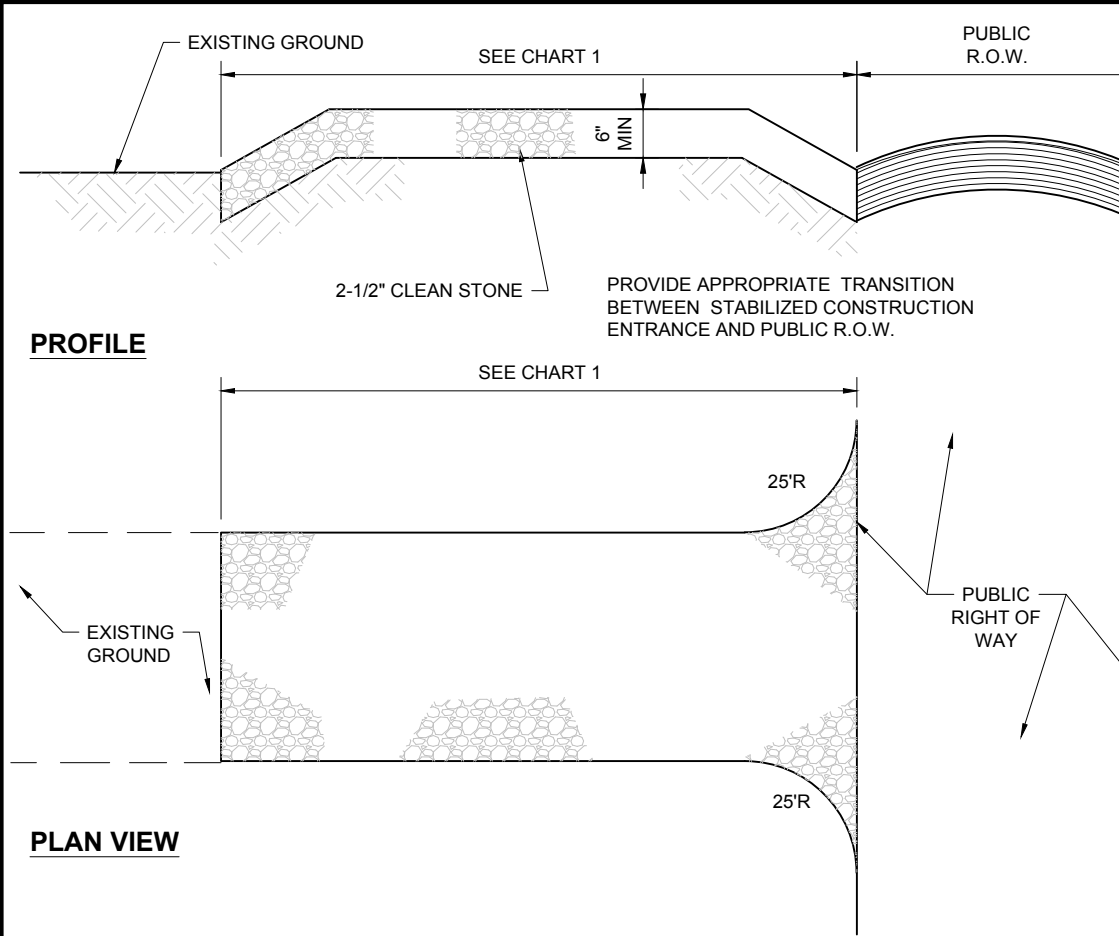 EXISTING GROUND
SEE CHART 1
PUBLIC
R.O.W.
6"
MIN
2-1/2" CLEAN STONE
PROVIDE APPROPRIATE TRANSITION
BETWEEN STABILIZED CONSTRUCTION
ENTRANCE AND PUBLIC R.O.W.
PROFILE
SEE CHART 1
25'R
EXISTING
GROUND
PUBLIC
RIGHT OF
WAY
25'R
PLAN VIEW